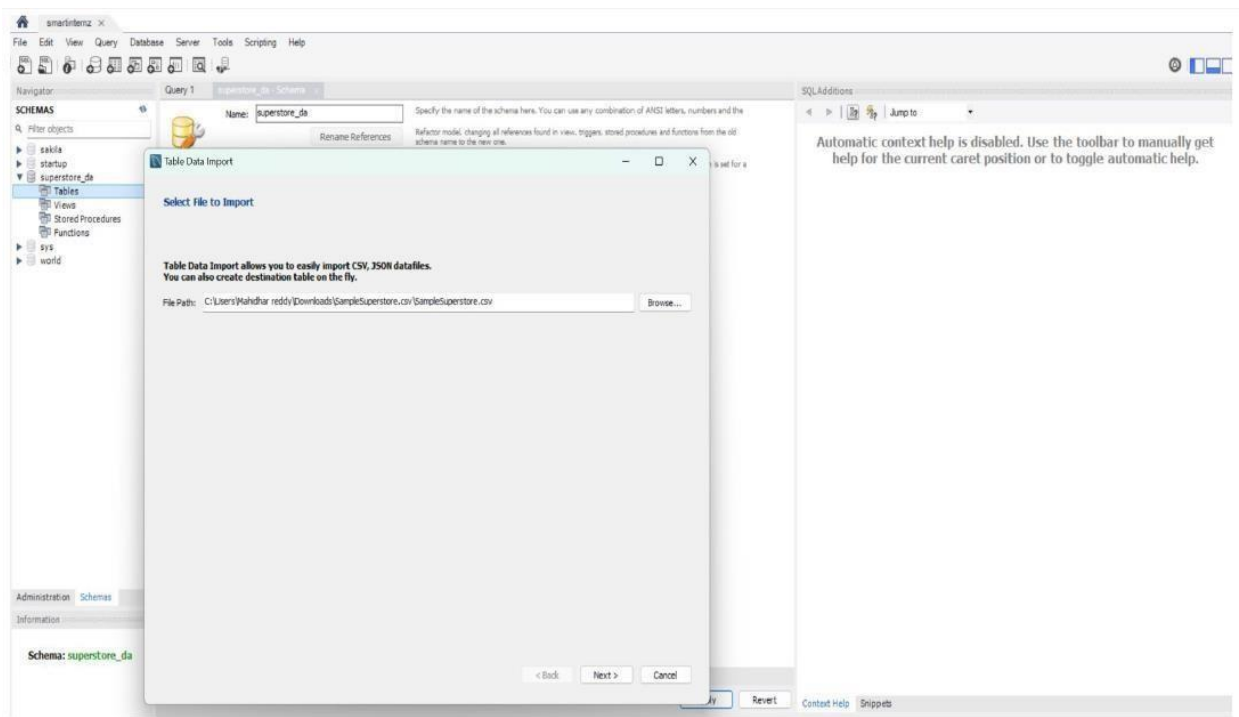 smartinternz ×
File Edit View Query Database Server Tools Scripting Help
Navigator
SCHEMAS
Filter objects
sakila
startup
superstore_da
Tables
Views
Stored Procedures
Functions
sys
world
Administration Schemas
Information
Schema: superstore_da
Query 1 superstore_da - Schema ×
Name: superstore_da
Rename References
Specify the name of the schema here. You can use any combination of ANSI letters, numbers and the
Refactor model, changing all references found in view, triggers, stored procedures and functions from the old
schema name to the new one.
is set for a
Table Data Import
Select File to Import
Table Data Import allows you to easily import CSV, JSON datafiles.
You can also create destination table on the fly.
File Path: C:\Users\Mahidhar reddy\Downloads\SampleSuperstore.csv\SampleSuperstore.csv
Browse...
< Back Next > Cancel
Revert
SQLAdditions
Jump to
Automatic context help is disabled. Use the toolbar to manually get
help for the current caret position or to toggle automatic help.
Context Help Snippets